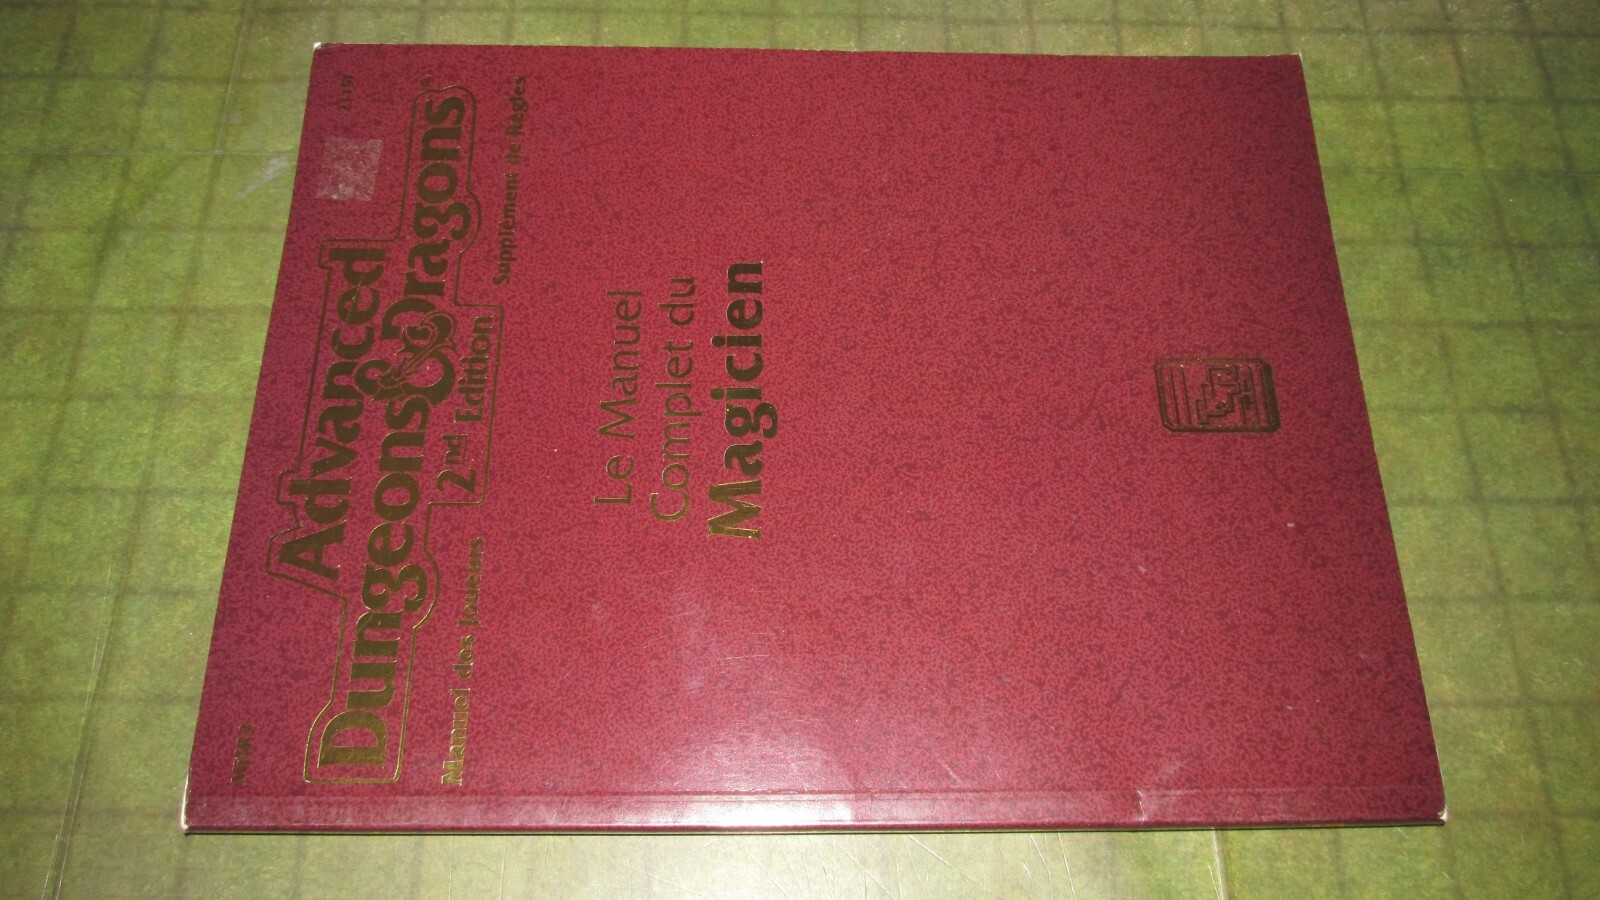 Advanced
Dungeons & Dragons
2nd Edition
Manuel des Joueurs
Supplément de Règles
Le Manuel
Complet du
Magicien